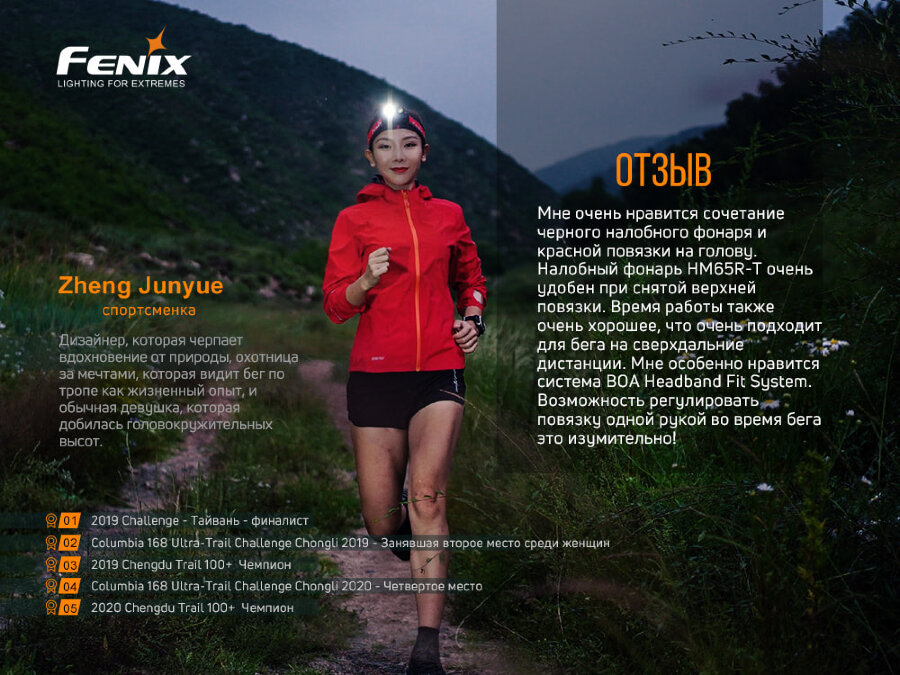 FENIX
LIGHTING FOR EXTREMES
ОТЗЫВ
Мне очень нравится сочетание
черного налобного фонаря и
красной повязки на голову.
Налобный фонарь HM65R-T очень
удобен при снятой верхней
повязки. Время работы также
очень хорошее, что очень подходит
для бега на сверхдальние
дистанции. Мне особенно нравится
система BOA Headband Fit System.
Возможность регулировать
повязку одной рукой во время бега
это изумительно!
Zheng Junyue
спортсменка
Дизайнер, которая черпает
вдохновение от природы, охотница
за мечтами, которая видит бег по
тропе как жизненный опыт, и
обычная девушка, которая
добилась головокружительных
высот.
01 2019 Challenge - Тайвань - финалист
02 Columbia 168 Ultra-Trail Challenge Chongli 2019 - Занявшая второе место среди женщин
03 2019 Chengdu Trail 100+ Чемпион
04 Columbia 168 Ultra-Trail Challenge Chongli 2020 - Четвертое место
05 2020 Chengdu Trail 100+ Чемпион